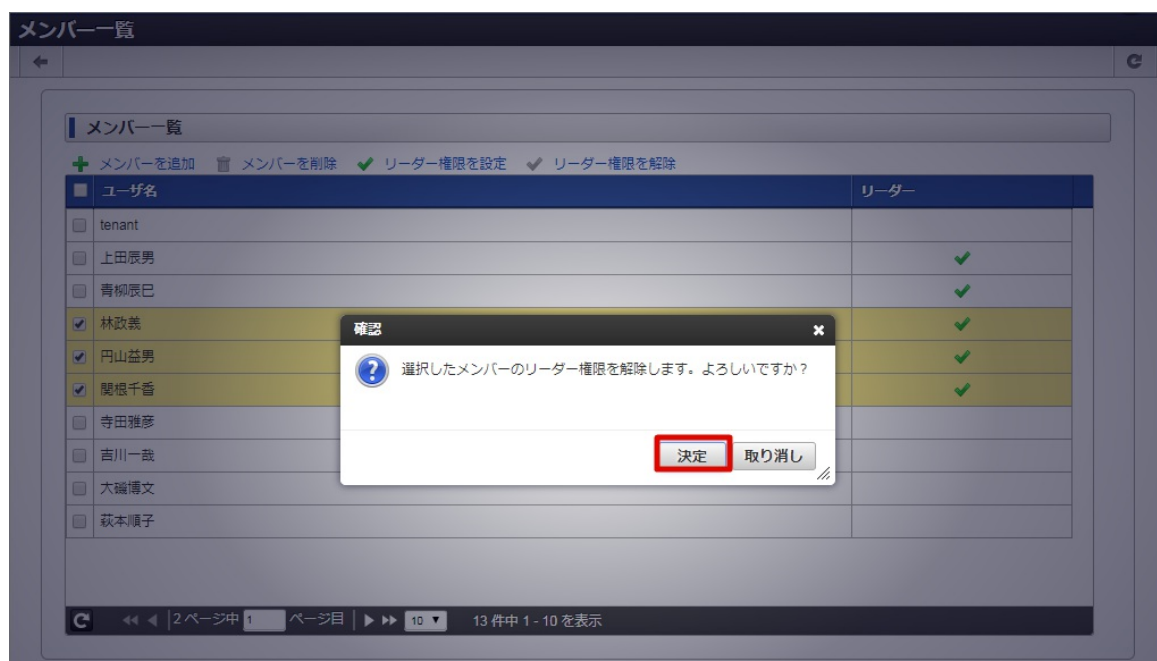 メンバー一覧
メンバー一覧
メンバーを追加 メンバーを削除 リーダー権限を設定 リーダー権限を解除
ユーザ名 リーダー
tenant
上田辰男
青柳辰巳
林政義
円山益男
関根千香
寺田雅彦
吉川一哉
大磯博文
萩本順子
確認
選択したメンバーのリーダー権限を解除します。よろしいですか？
決定 取り消し
2 ページ中 1 ページ目 10 13 件中 1 - 10 を表示